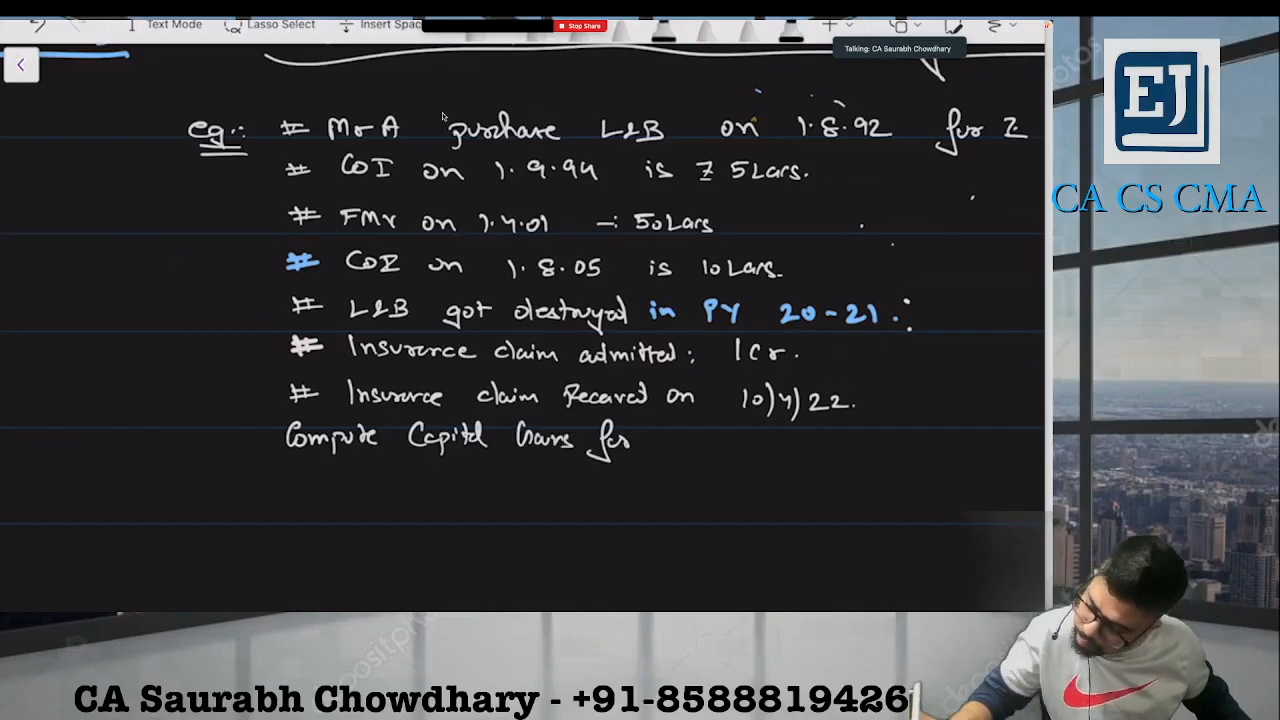 Text Mode Lasso Select Insert Spac
Stop Share
Talking: CA Saurabh Chowdhary
EJ
CA CS CMA
eg:- # Mr A purchase L&B on 1.8.92 for ₹
# COI on 1.9.94 is ₹ 5 Lacs.
# FMV on 1.4.01 -: 50 Lacs
# COI on 1.8.05 is 10 Lacs.
# L&B got destroyed in PY 20-21 .:
# Insurance claim admitted: 1 cr.
# Insurance claim Received on 10/4/22.
Compute Capital Gains for
CA Saurabh Chowdhary - +91-8588819426